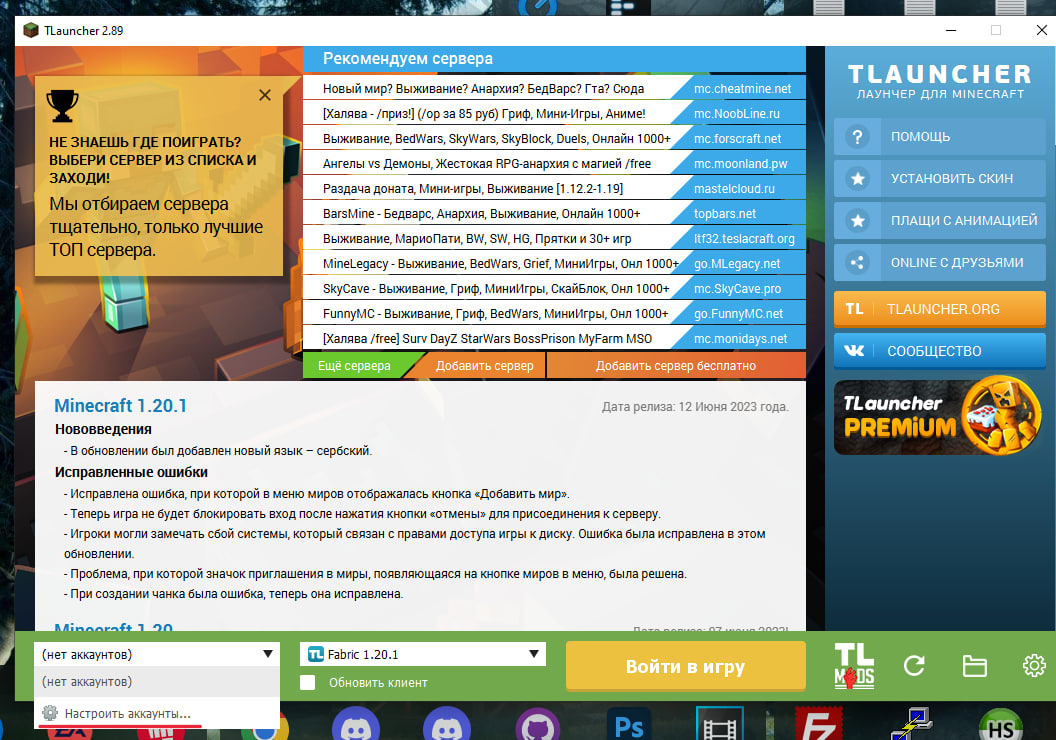 TLauncher 2.89
Рекомендуем сервера
НЕ ЗНАЕШЬ ГДЕ ПОИГРАТЬ?
ВЫБЕРИ СЕРВЕР ИЗ СПИСКА И
ЗАХОДИ!
Мы отбираем сервера
тщательно, только лучшие
ТОП сервера.
Новый мир? Выживание? Анархия? БедВарс? Гта? Сюда mc.cheatmine.net
[Халява - /приз!] (/op за 85 руб) Гриф, Мини-Игры, Аниме! mc.NoobLine.ru
Выживание, BedWars, SkyWars, SkyBlock, Duels, Онлайн 1000+ mc.forscraft.net
Ангелы vs Демоны, Жестокая RPG-анархия с магией /free mc.moonland.pw
Раздача доната, Мини-игры, Выживание [1.12.2-1.19] mastelcloud.ru
BarsMine - Бедварс, Анархия, Выживание, Онлайн 1000+ topbars.net
Выживание, МариоПати, BW, SW, HG, Прятки и 30+ игр ltf32.teslacraft.org
MineLegacy - Выживание, BedWars, Grief, МиниИгры, Онл 1000+ go.MLegacy.net
SkyCave - Выживание, Гриф, МиниИгры, СкайБлок, Онл 1000+ mc.SkyCave.pro
FunnyMC - Выживание, Гриф, BedWars, МиниИгры, Онл 1000+ go.FunnyMC.net
[Халява /free] Surv DayZ StarWars BossPrison MyFarm MSO mc.monidays.net
Ещё сервера Добавить сервер Добавить сервер бесплатно
TLAUNCHER
ЛАУНЧЕР ДЛЯ MINECRAFT
? ПОМОЩЬ
УСТАНОВИТЬ СКИН
ПЛАЩИ С АНИМАЦИЕЙ
ONLINE С ДРУЗЬЯМИ
TL TLAUNCHER.ORG
СООБЩЕСТВО
TLauncher
PREMiUM
Minecraft 1.20.1 Дата релиза: 12 Июня 2023 года.
Нововведения
- В обновлении был добавлен новый язык – сербский.
Исправленные ошибки
- Исправлена ошибка, при которой в меню миров отображалась кнопка «Добавить мир».
- Теперь игра не будет блокировать вход после нажатия кнопки «отмены» для присоединения к серверу.
- Игроки могли замечать сбой системы, который связан с правами доступа игры к диску. Ошибка была исправлена в этом
обновлении.
- Проблема, при которой значок приглашения в миры, появляющаяся на кнопке миров в меню, была решена.
- При создании чанка была ошибка, теперь она исправлена.
Minecraft 1.20 Дата релиза: 07 июня 2023!
(нет аккаунтов)
(нет аккаунтов)
Настроить аккаунты...
TL Fabric 1.20.1
Обновить клиент
Войти в игру
TL
MODS
EA
Ps
Fz
HS